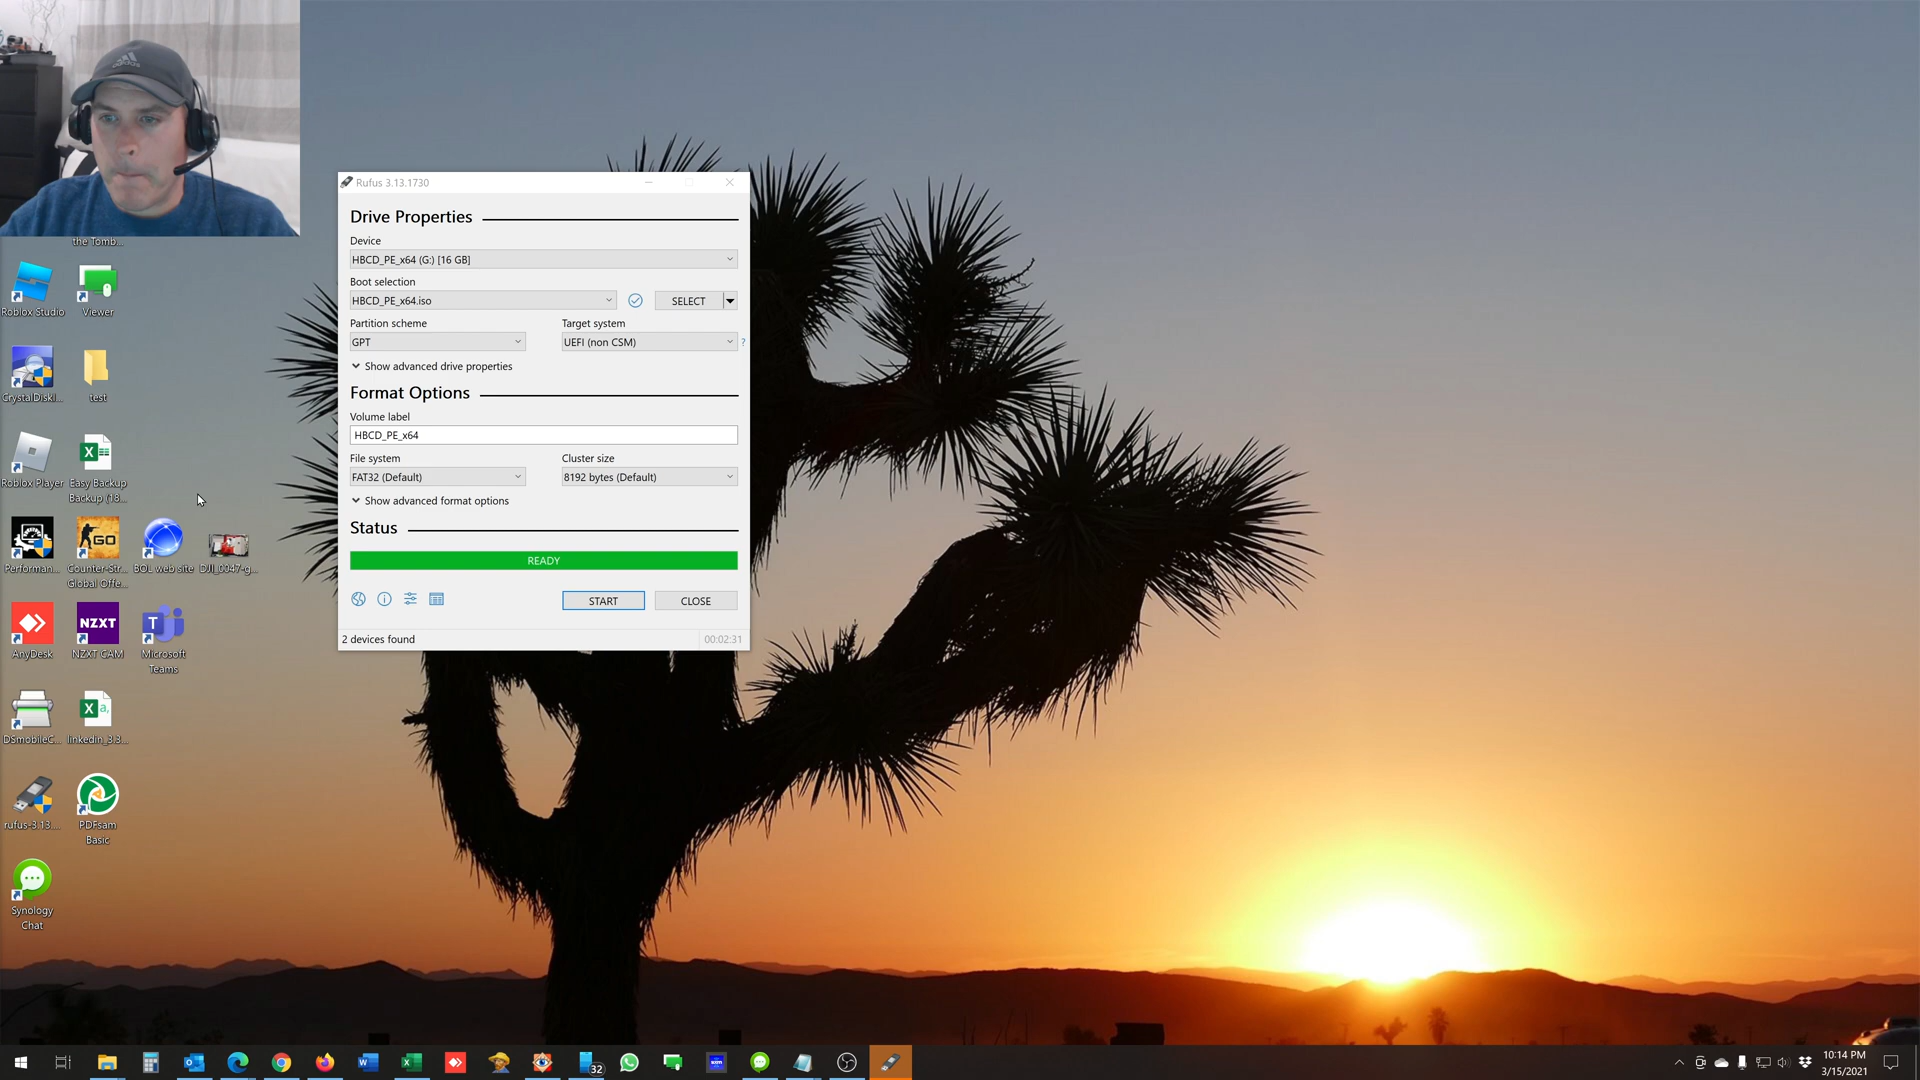 the Tomb...
Roblox Studio
Viewer
CrystalDiskI...
test
Roblox Player
Easy Backup
Backup (18...
Performan...
Counter-Str...
Global Offe...
BOL web site
DJI_0047-g...
AnyDesk
NZXT
NZXT CAM
Microsoft
Teams
DSmobileC...
linkedin_3.3...
rufus-3.13....
PDFsam
Basic
Synology
Chat
Rufus 3.13.1730
Drive Properties
Device
HBCD_PE_x64 (G:) [16 GB]
Boot selection
HBCD_PE_x64.iso
SELECT
Partition scheme
Target system
GPT
UEFI (non CSM)
?
Show advanced drive properties
Format Options
Volume label
HBCD_PE_x64
File system
Cluster size
FAT32 (Default)
8192 bytes (Default)
Show advanced format options
Status
READY
START
CLOSE
2 devices found
00:02:31
32
10:14 PM
3/15/2021